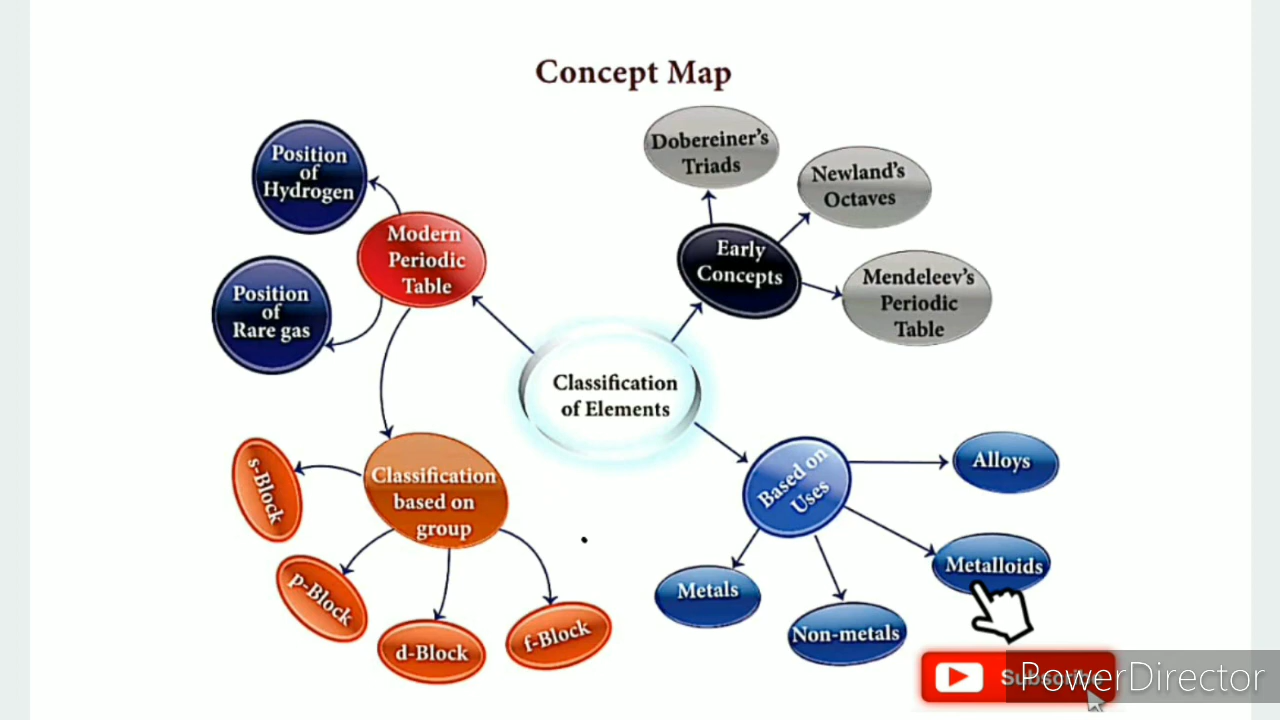 Concept Map
Position
of
Hydrogen
Modern
Periodic
Table
Position
of
Rare gas
Dobereiner's
Triads
Newland's
Octaves
Early
Concepts
Mendeleev's
Periodic
Table
Classification
of Elements
Classification
based on
group
s-Block
p-Block
d-Block
f-Block
Based on
Uses
Alloys
Metalloids
Metals
Non-metals
Subscribe
PowerDirector